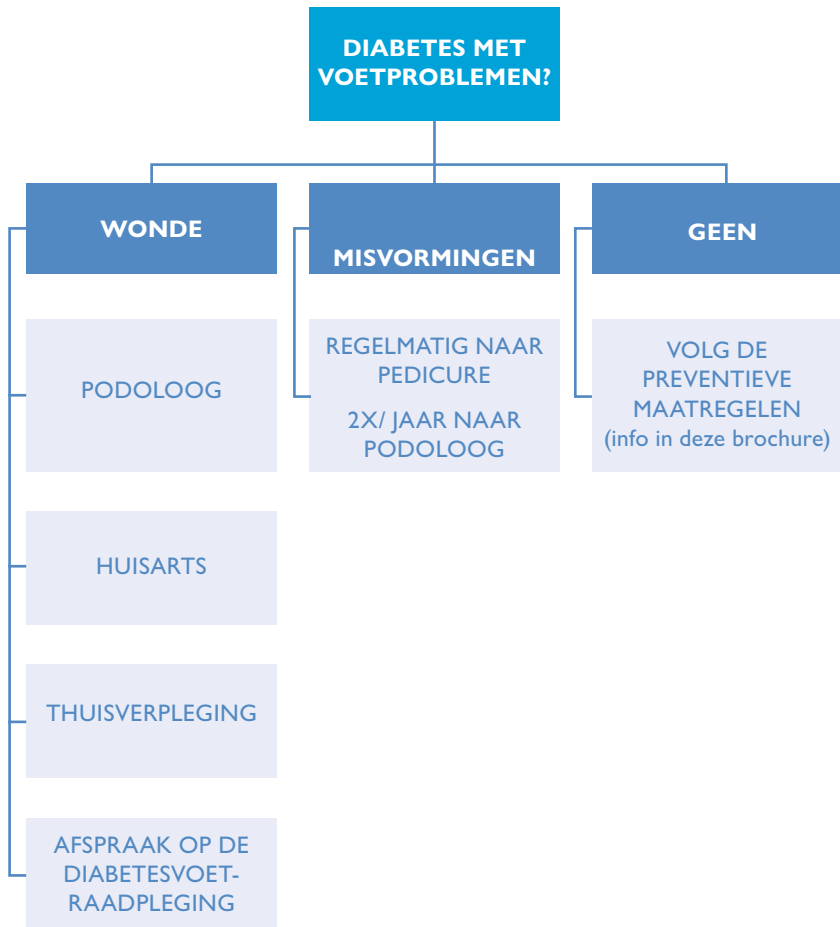 DIABETES MET
VOETPROBLEMEN?
WONDE
MISVORMINGEN
GEEN
PODOLOOG
REGELMATIG NAAR
PEDICURE
2X/ JAAR NAAR
PODOLOOG
VOLG DE
PREVENTIEVE
MAATREGELEN
(info in deze brochure)
HUISARTS
THUISVERPLEGING
AFSPRAAK OP DE
DIABETESVOET-
RAADPLEGING